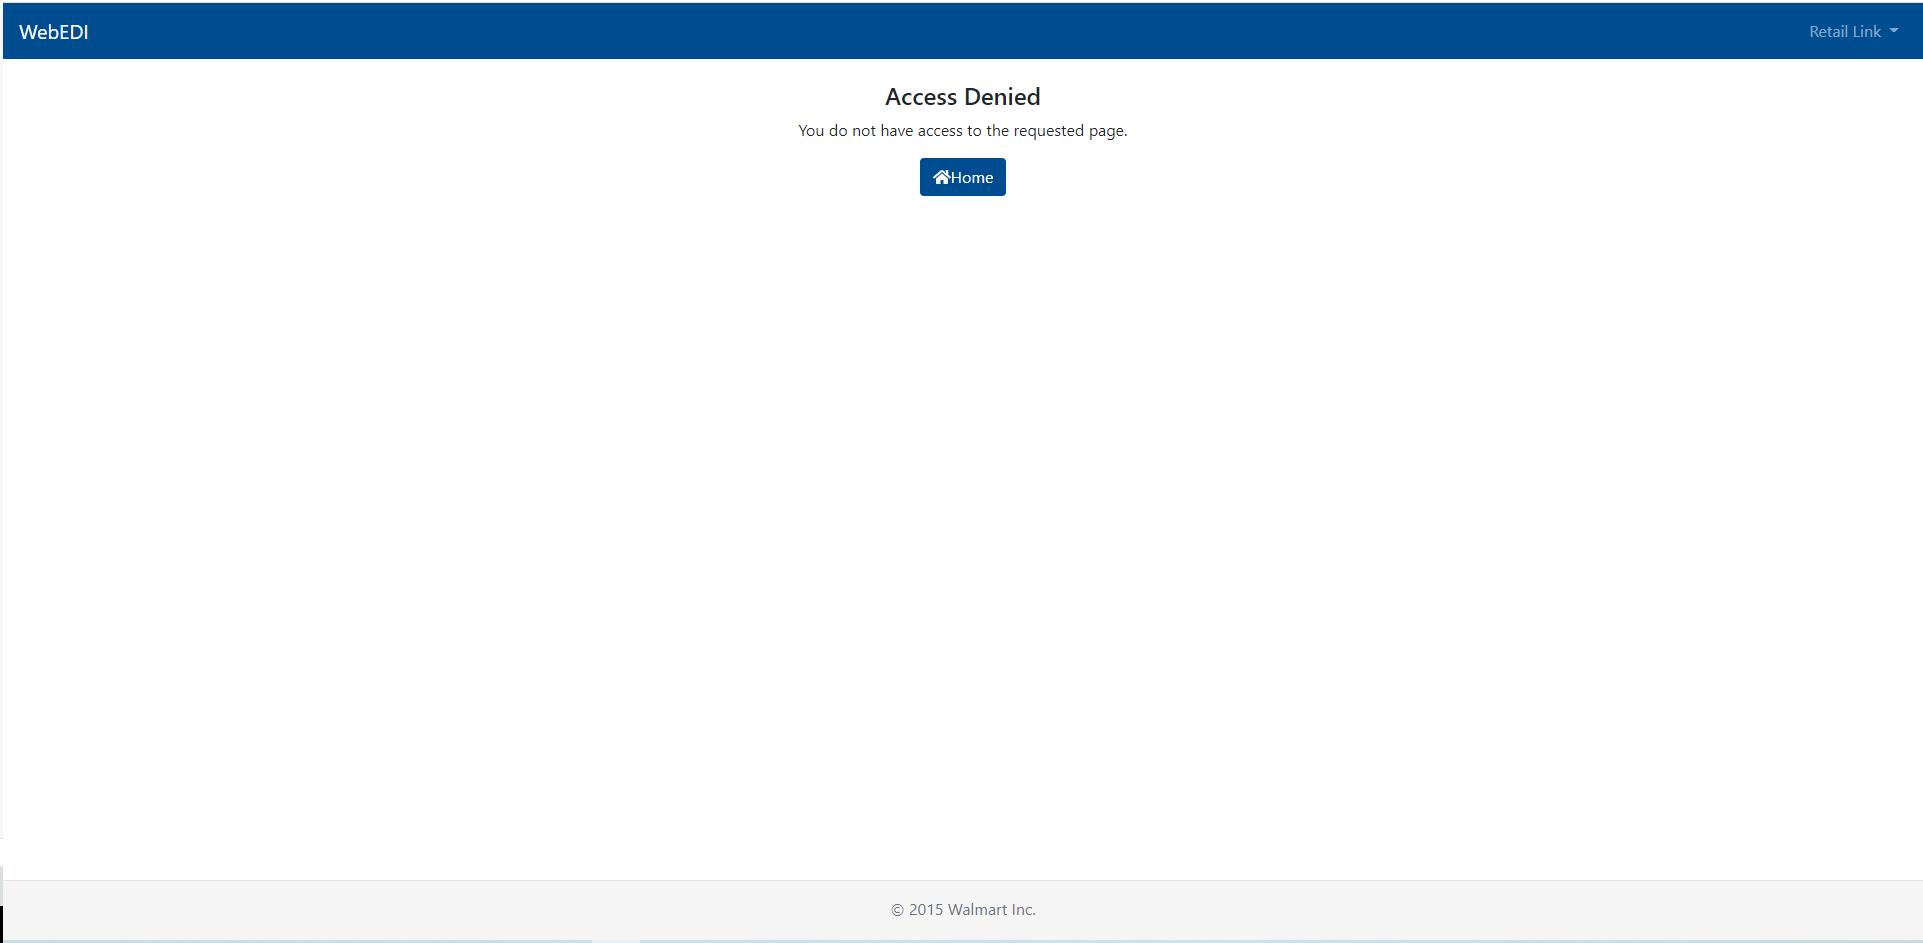 WebEDI
Retail Link
Access Denied
You do not have access to the requested page.
Home
© 2015 Walmart Inc.